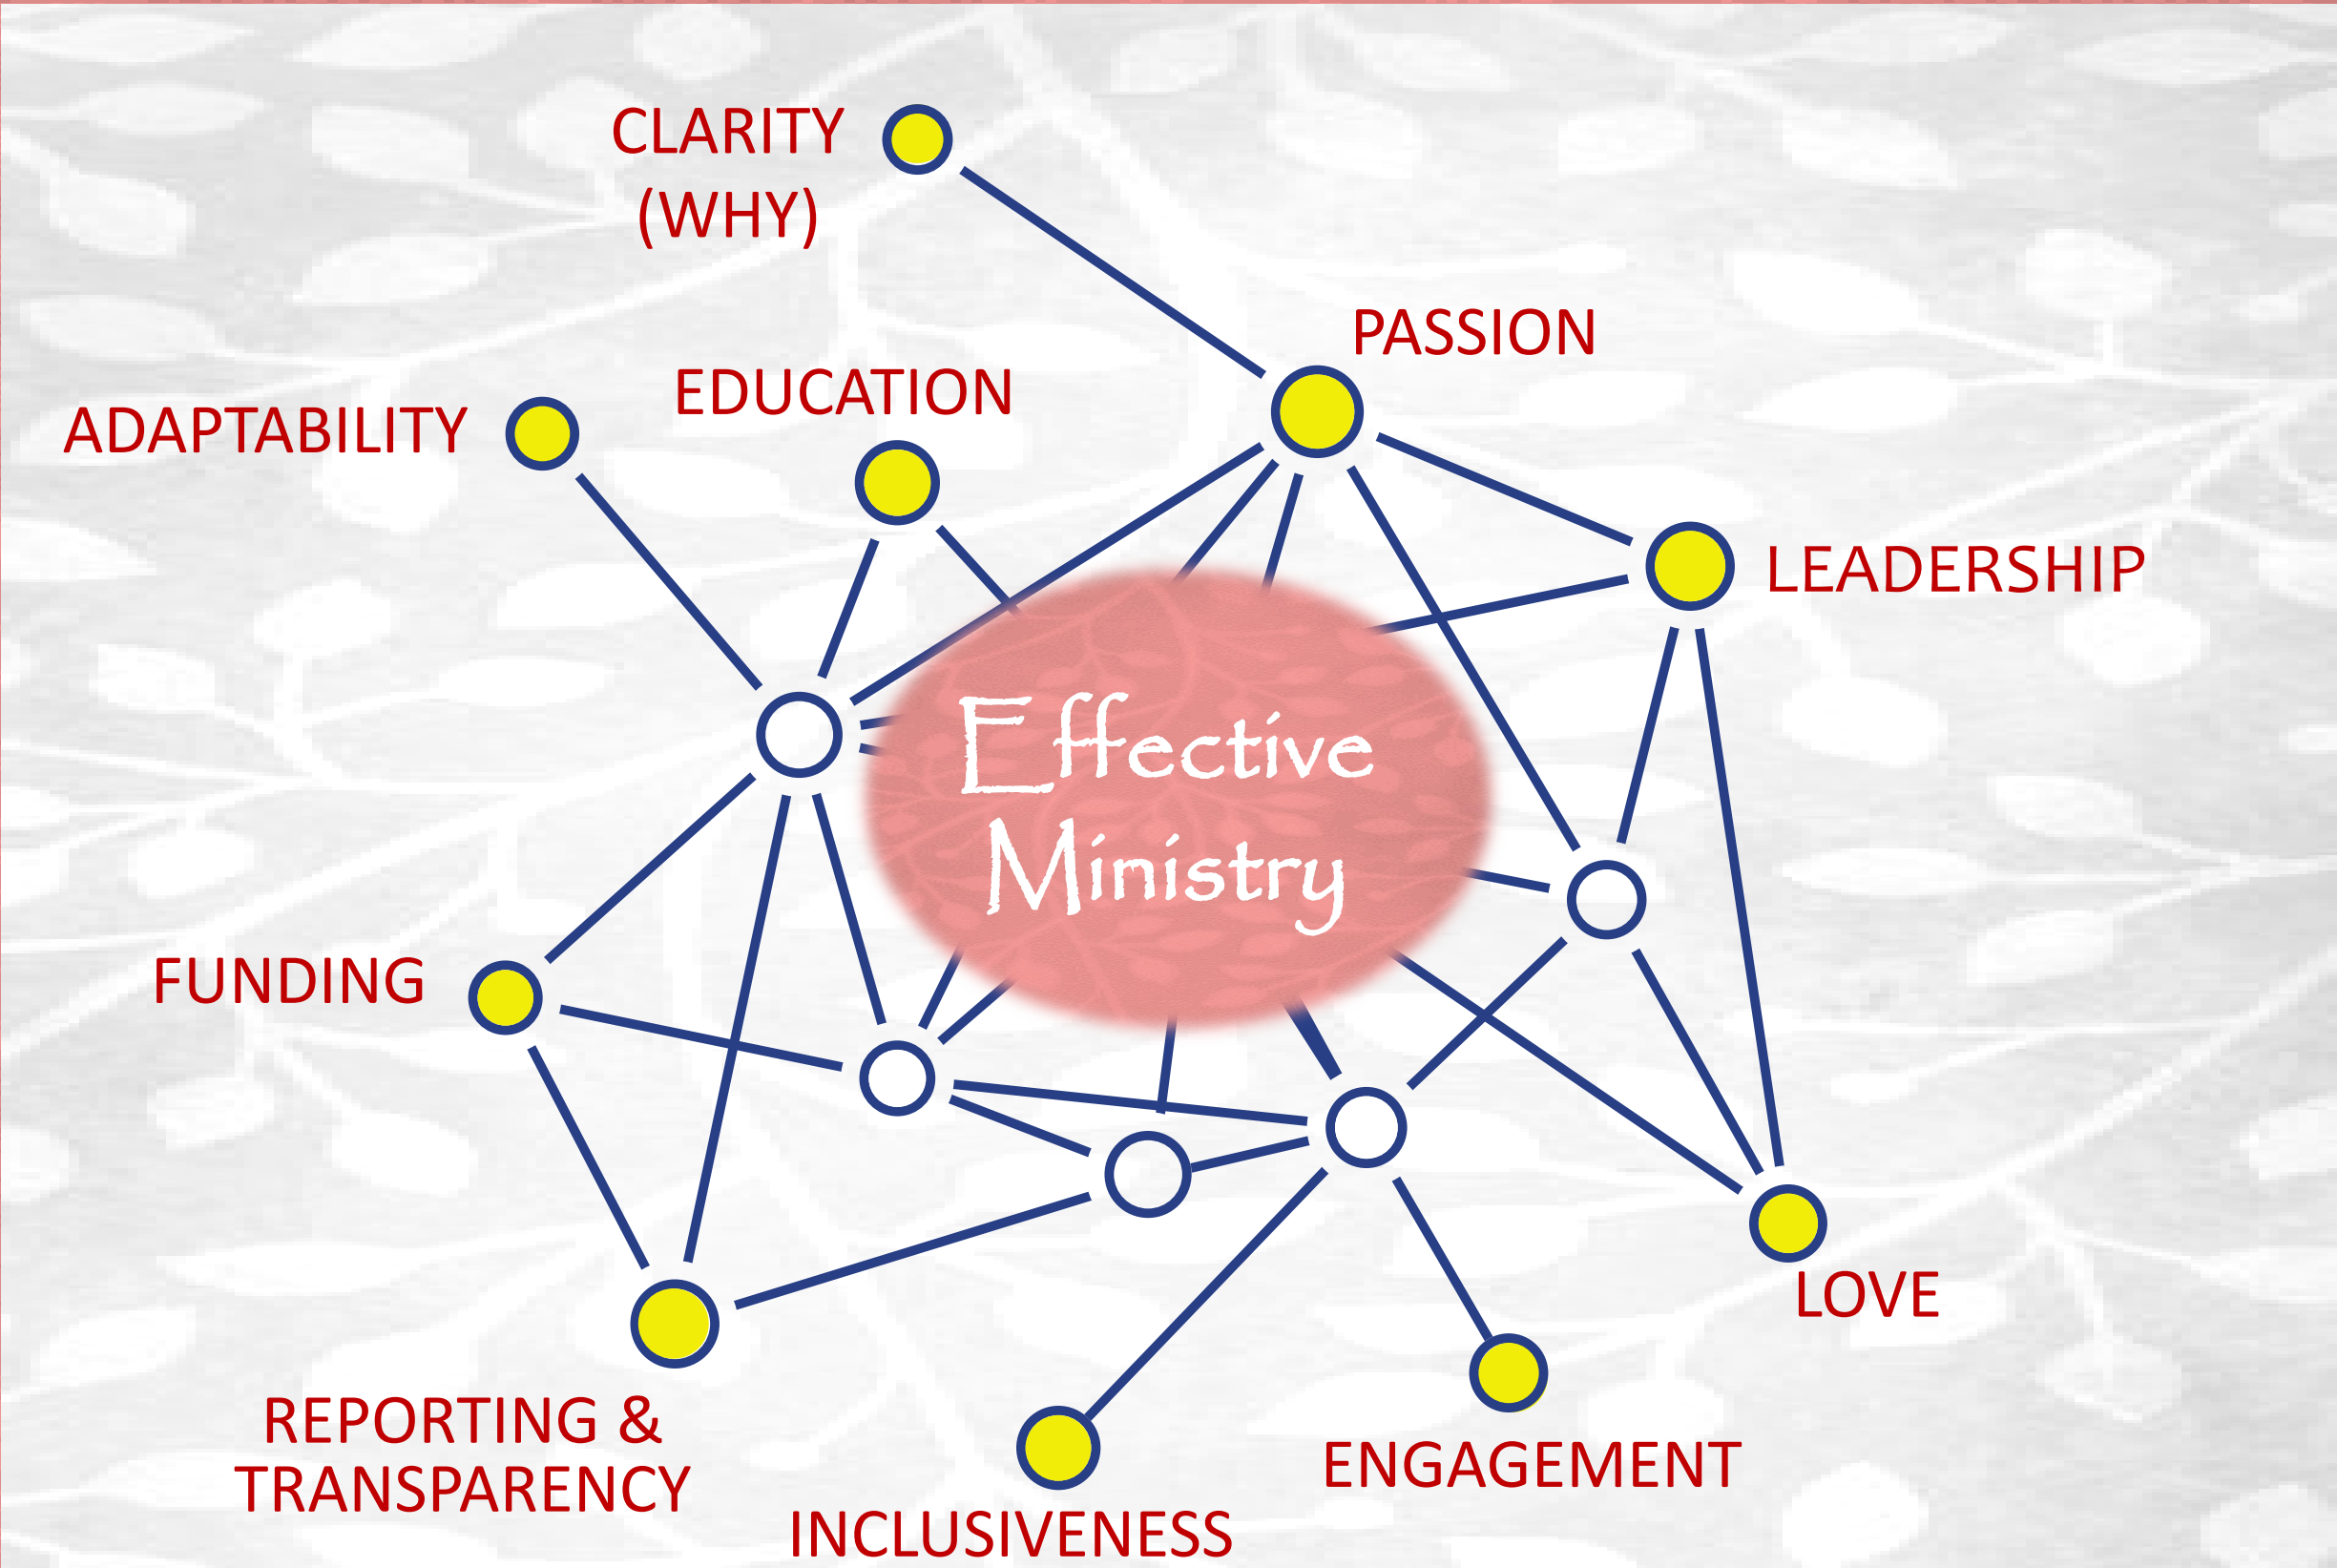 CLARITY
(WHY)
PASSION
EDUCATION
ADAPTABILITY
LEADERSHIP
Effective
Ministry
FUNDING
LOVE
REPORTING &
TRANSPARENCY
ENGAGEMENT
INCLUSIVENESS